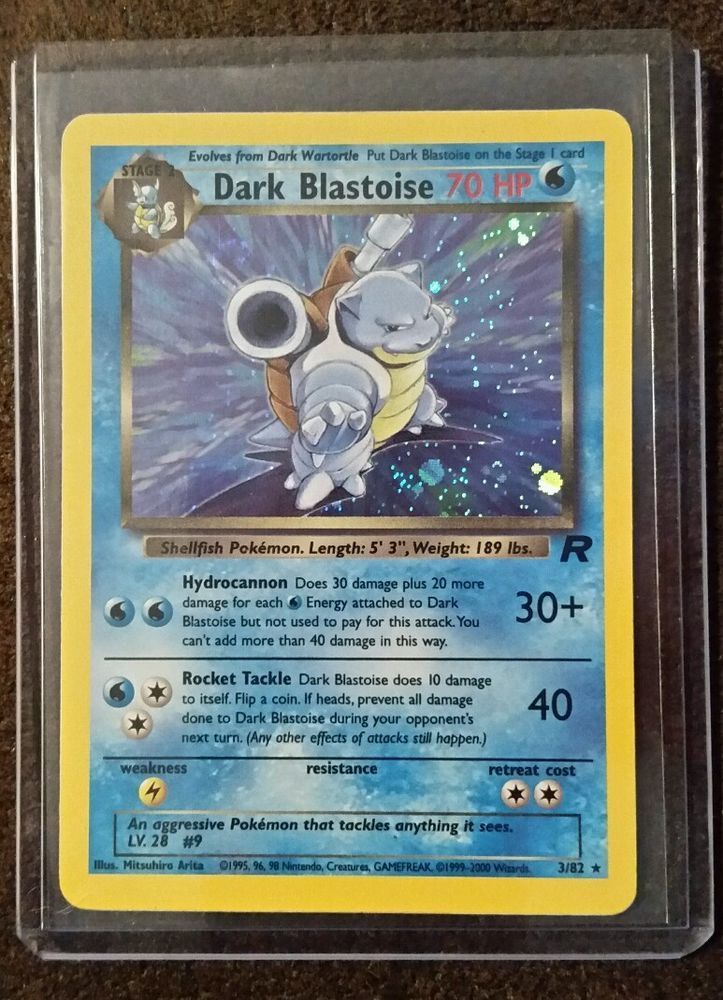 Evolves from Dark Wartortle Put Dark Blastoise on the Stage 1 card
STAGE 2
Dark Blastoise 70 HP
Shellfish Pokémon. Length: 5' 3", Weight: 189 lbs.
R
Hydrocannon Does 30 damage plus 20 more
damage for each Energy attached to Dark
Blastoise but not used to pay for this attack. You
can't add more than 40 damage in this way.
30+
Rocket Tackle Dark Blastoise does 10 damage
to itself. Flip a coin. If heads, prevent all damage
done to Dark Blastoise during your opponent's
next turn. (Any other effects of attacks still happen.)
40
weakness resistance retreat cost
An aggressive Pokémon that tackles anything it sees.
LV. 28 #9
Illus. Mitsuhiro Arita ©1995, 96, 98 Nintendo, Creatures, GAMEFREAK. ©1999-2000 Wizards. 3/82 ★